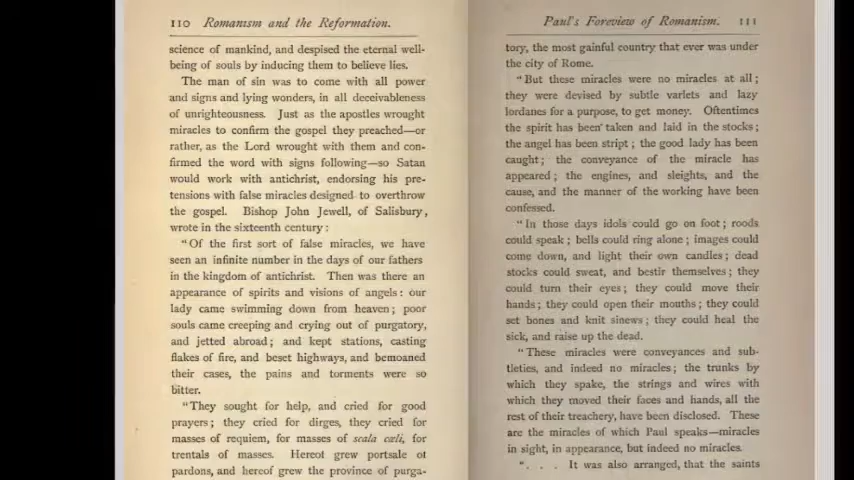 110 Romanism and the Reformation.
science of mankind, and despised the eternal well-
being of souls by inducing them to believe lies.
The man of sin was to come with all power
and signs and lying wonders, in all deceivableness
of unrighteousness. Just as the apostles wrought
miracles to confirm the gospel they preached—or
rather, as the Lord wrought with them and con-
firmed the word with signs following—so Satan
would work with antichrist, endorsing his pre-
tensions with false miracles designed to overthrow
the gospel. Bishop John Jewell, of Salisbury,
wrote in the sixteenth century :
"Of the first sort of false miracles, we have
seen an infinite number in the days of our fathers
in the kingdom of antichrist. Then was there an
appearance of spirits and visions of angels : our
lady came swimming down from heaven ; poor
souls came creeping and crying out of purgatory,
and jetted abroad ; and kept stations, casting
flakes of fire, and beset highways, and bemoaned
their cases, the pains and torments were so
bitter.
"They sought for help, and cried for good
prayers ; they cried for dirges, they cried for
masses of requiem, for masses of scala cœli, for
trentals of masses. Hereof grew portsale of
pardons, and hereof grew the province of purga-
Paul's Foreview of Romanism. 111
tory, the most gainful country that ever was under
the city of Rome.
"But these miracles were no miracles at all ;
they were devised by subtle varlets and lazy
lordanes for a purpose, to get money. Oftentimes
the spirit has been taken and laid in the stocks ;
the angel has been stript ; the good lady has been
caught ; the conveyance of the miracle has
appeared ; the engines, and sleights, and the
cause, and the manner of the working have been
confessed.
"In those days idols could go on foot ; roods
could speak ; bells could ring alone ; images could
come down, and light their own candles ; dead
stocks could sweat, and bestir themselves ; they
could turn their eyes ; they could move their
hands ; they could open their mouths ; they could
set bones and knit sinews ; they could heal the
sick, and raise up the dead.
"These miracles were conveyances and sub-
tleties, and indeed no miracles ; the trunks by
which they spake, the strings and wires with
which they moved their faces and hands, all the
rest of their treachery, have been disclosed. These
are the miracles of which Paul speaks—miracles
in sight, in appearance, but indeed no miracles.
". . . It was also arranged, that the saints